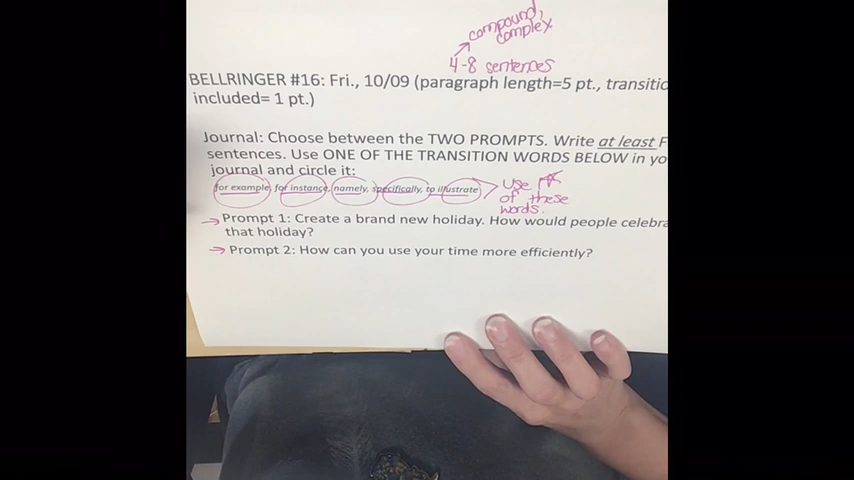 compound,
complex
4-8 sentences
BELLRINGER #16: Fri., 10/09 (paragraph length=5 pt., transitio
included= 1 pt.)
Journal: Choose between the TWO PROMPTS. Write at least F
sentences. Use ONE OF THE TRANSITION WORDS BELOW in yo
journal and circle it:
for example, for instance, namely, specifically, to illustrate
Use
of these
words.
Prompt 1: Create a brand new holiday. How would people celebra
that holiday?
Prompt 2: How can you use your time more efficiently?